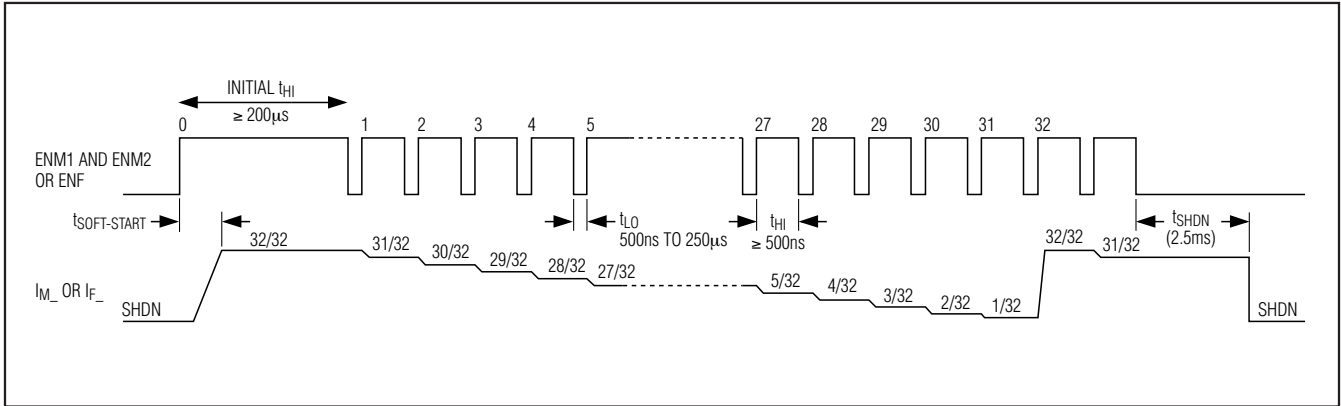 INITIAL tHI
≥ 200µs
0 1 2 3 4 5 27 28 29 30 31 32
ENM1 AND ENM2
OR ENF
tSOFT-START
tLO
500ns TO 250µs
tHI
≥ 500ns
tSHDN
(2.5ms)
32/32 31/32 30/32 29/32 28/32 27/32 5/32 4/32 3/32 2/32 1/32 32/32 31/32
IM_ OR IF_
SHDN
SHDN